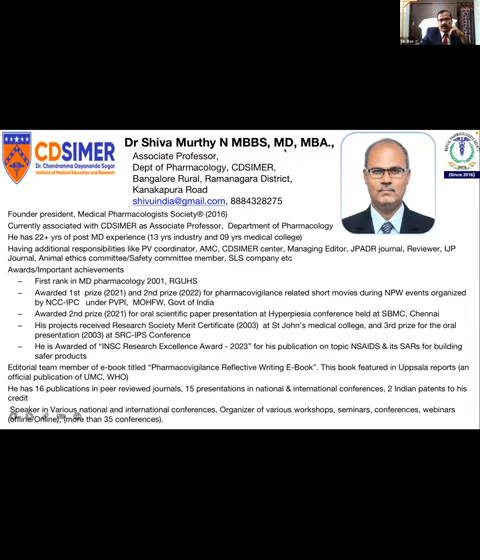 Dr. Rao
CDSIMER
Dr. Chandramma Dayananda Sagar
Institute of Medical Education and Research
Dr Shiva Murthy N MBBS, MD, MBA.,
Associate Professor,
Dept of Pharmacology, CDSIMER,
Bangalore Rural, Ramanagara District,
Kanakapura Road
shivuindia@gmail.com, 8884328275
(Since 2016)
Founder president, Medical Pharmacologists Society® (2016)
Currently associated with CDSIMER as Associate Professor, Department of Pharmacology
He has 22+ yrs of post MD experience (13 yrs industry and 09 yrs medical college)
Having additional responsibilities like PV coordinator, AMC, CDSIMER center, Managing Editor, JPADR journal, Reviewer, IJP
Journal, Animal ethics committee/Safety committee member, SLS company etc
Awards/Important achievements
– First rank in MD pharmacology 2001, RGUHS
– Awarded 1st prize (2021) and 2nd prize (2022) for pharmacovigilance related short movies during NPW events organized
by NCC-IPC under PVPI, MOHFW, Govt of India
– Awarded 2nd prize (2021) for oral scientific paper presentation at Hyperpiesia conference held at SBMC, Chennai
– His projects received Research Society Merit Certificate (2003) at St John's medical college, and 3rd prize for the oral
presentation (2003) at SRC-IPS Conference
– He is Awarded of "INSC Research Excellence Award - 2023" for his publication on topic NSAIDS & its SARs for building
safer products
Editorial team member of e-book titled "Pharmacovigilance Reflective Writing E-Book". This book featured in Uppsala reports (an
official publication of UMC, WHO)
He has 16 publications in peer reviewed journals, 15 presentations in national & international conferences, 2 Indian patents to his
credit
Speaker in Various national and international conferences, Organizer of various workshops, seminars, conferences, webinars
(offline/Online), (more than 35 conferences).